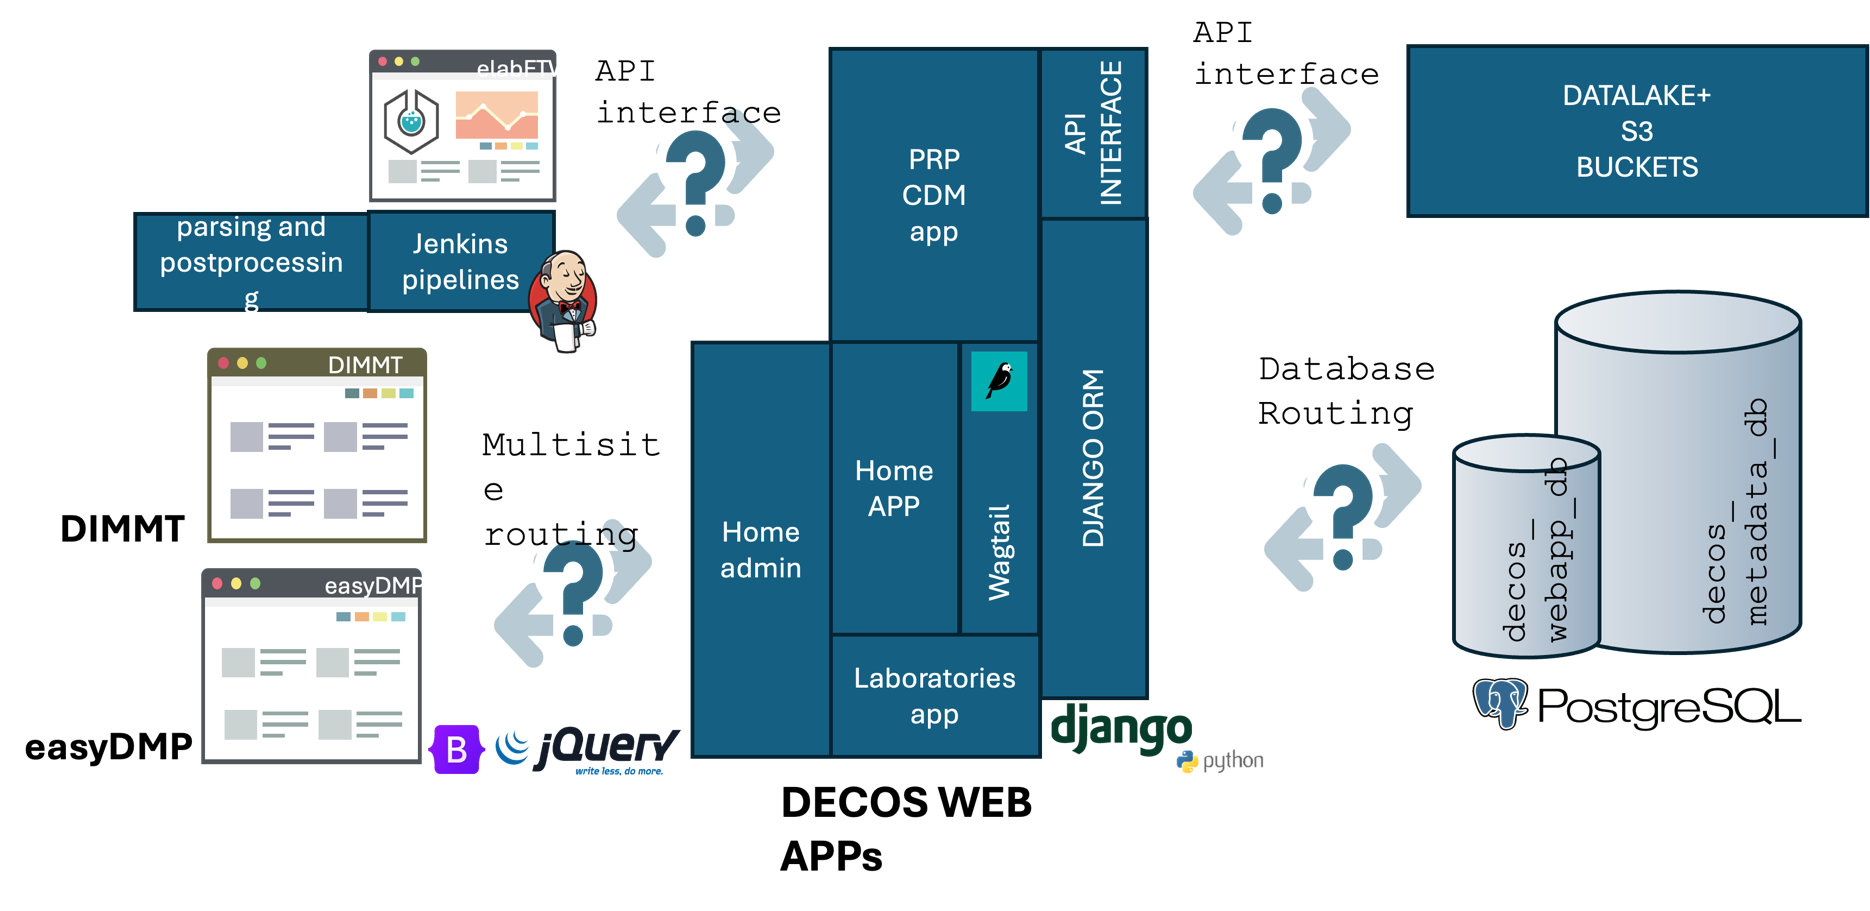 elabFTW
API
interface
parsing and
postprocessin
g
Jenkins
pipelines
DIMMT
DIMMT
Multisit
e
routing
easyDMP
easyDMP
B
jQuery
write less, do more.
PRP
CDM
app
API
INTERFACE
Home
admin
Home
APP
Wagtail
DJANGO ORM
Laboratories
app
django
python
DECOS WEB
APPs
API
interface
DATALAKE+
S3
BUCKETS
Database
Routing
decos_
webapp_db
decos_
metadata_db
PostgreSQL